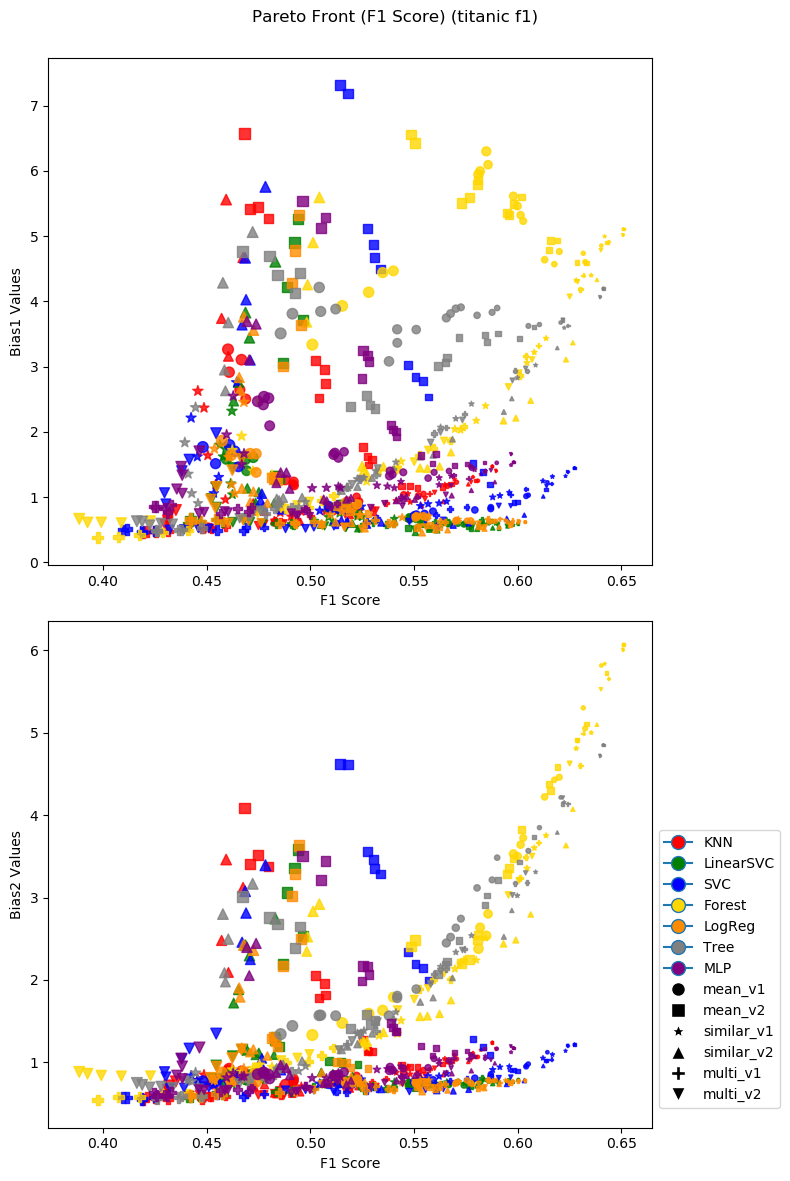 Pareto Front (F1 Score) (titanic f1)
7
6
5
4
3
2
1
0
Bias1 Values
0.40 0.45 0.50 0.55 0.60 0.65
F1 Score
6
5
4
3
2
1
Bias2 Values
0.40 0.45 0.50 0.55 0.60 0.65
F1 Score
KNN
LinearSVC
SVC
Forest
LogReg
Tree
MLP
mean_v1
mean_v2
similar_v1
similar_v2
multi_v1
multi_v2